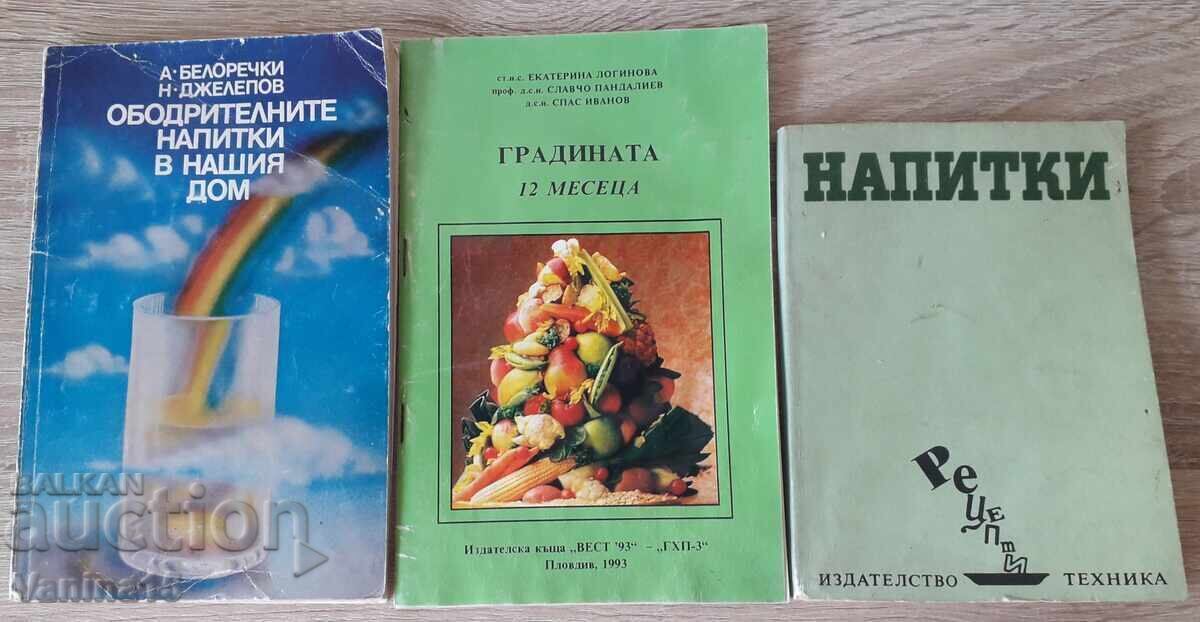 А. БЕЛОРЕЧКИ
Н. ДЖЕЛЕПОВ
ОБОДРИТЕЛНИТЕ
НАПИТКИ
В НАШИЯ
ДОМ
ст.н.с. ЕКАТЕРИНА ЛОГИНОВА
проф. д.с.н. СЛАВЧО ПАНДАЛИЕВ
д.с.н. СПАС ИВАНОВ
ГРАДИНАТА
12 МЕСЕЦА
Издателска къща „ВЕСТ '93“ – „ГХП-3“
Пловдив, 1993
НАПИТКИ
Рецепти
ИЗДАТЕЛСТВО ТЕХНИКА
BALKAN
auction